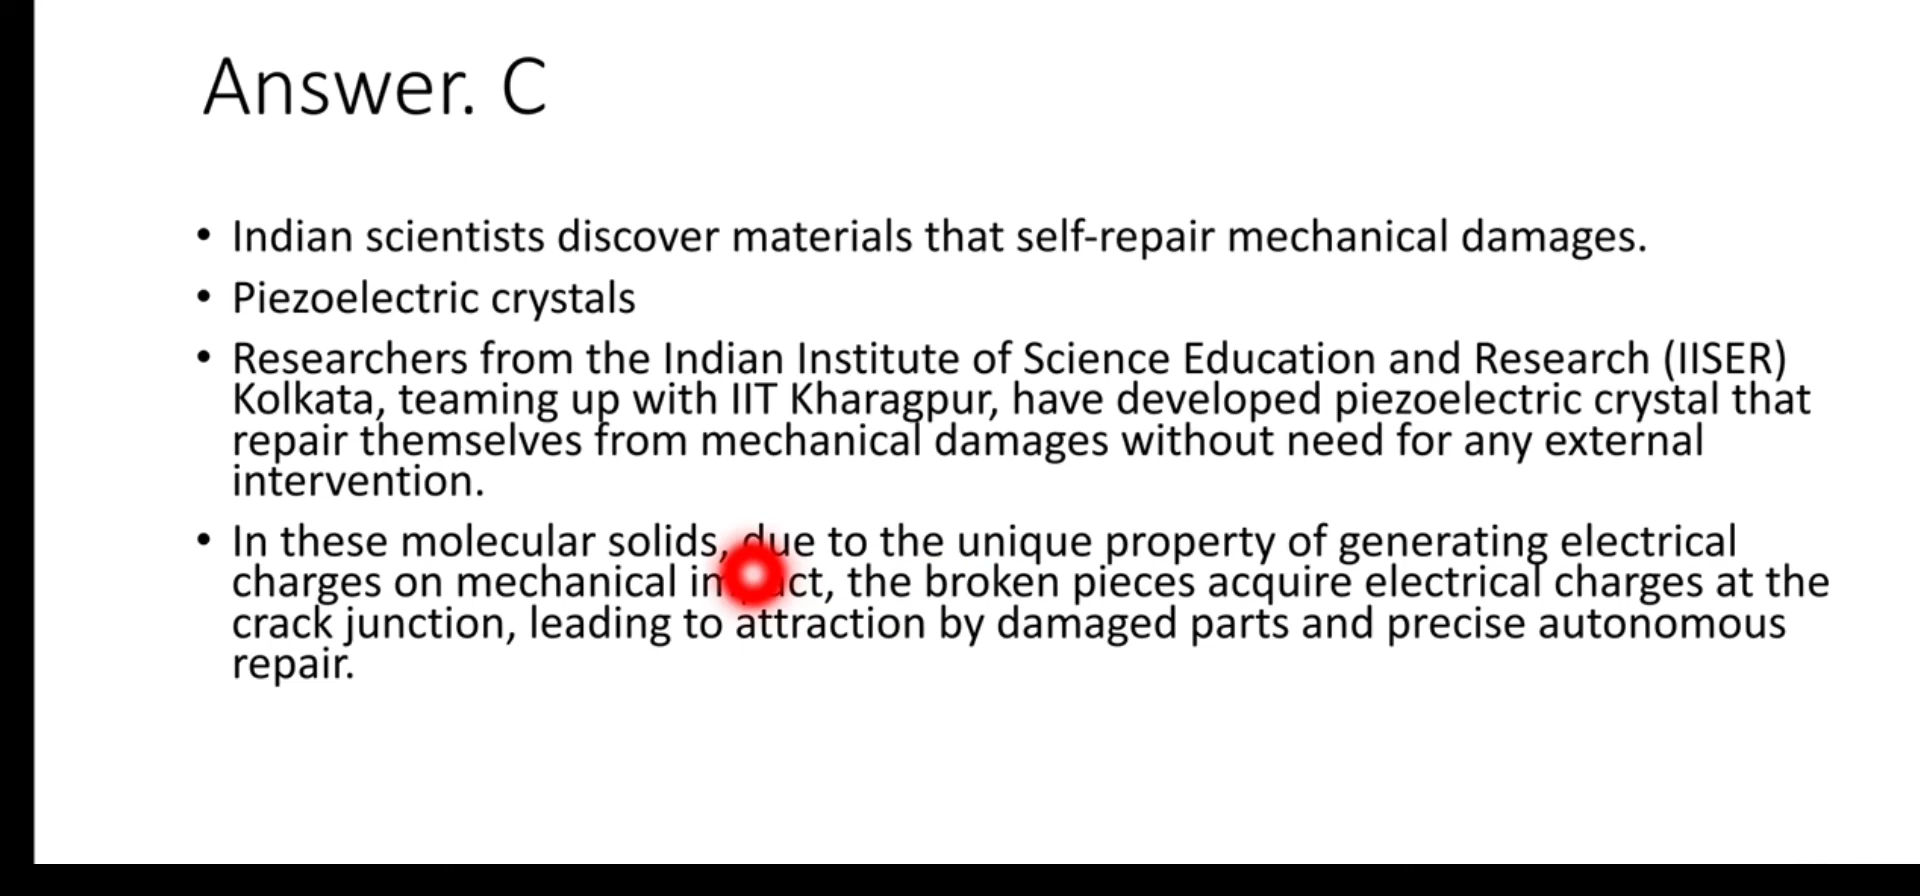 Answer. C
• Indian scientists discover materials that self-repair mechanical damages.
• Piezoelectric crystals
• Researchers from the Indian Institute of Science Education and Research (IISER)
Kolkata, teaming up with IIT Kharagpur, have developed piezoelectric crystal that
repair themselves from mechanical damages without need for any external
intervention.
• In these molecular solids, due to the unique property of generating electrical
charges on mechanical impact, the broken pieces acquire electrical charges at the
crack junction, leading to attraction by damaged parts and precise autonomous
repair.